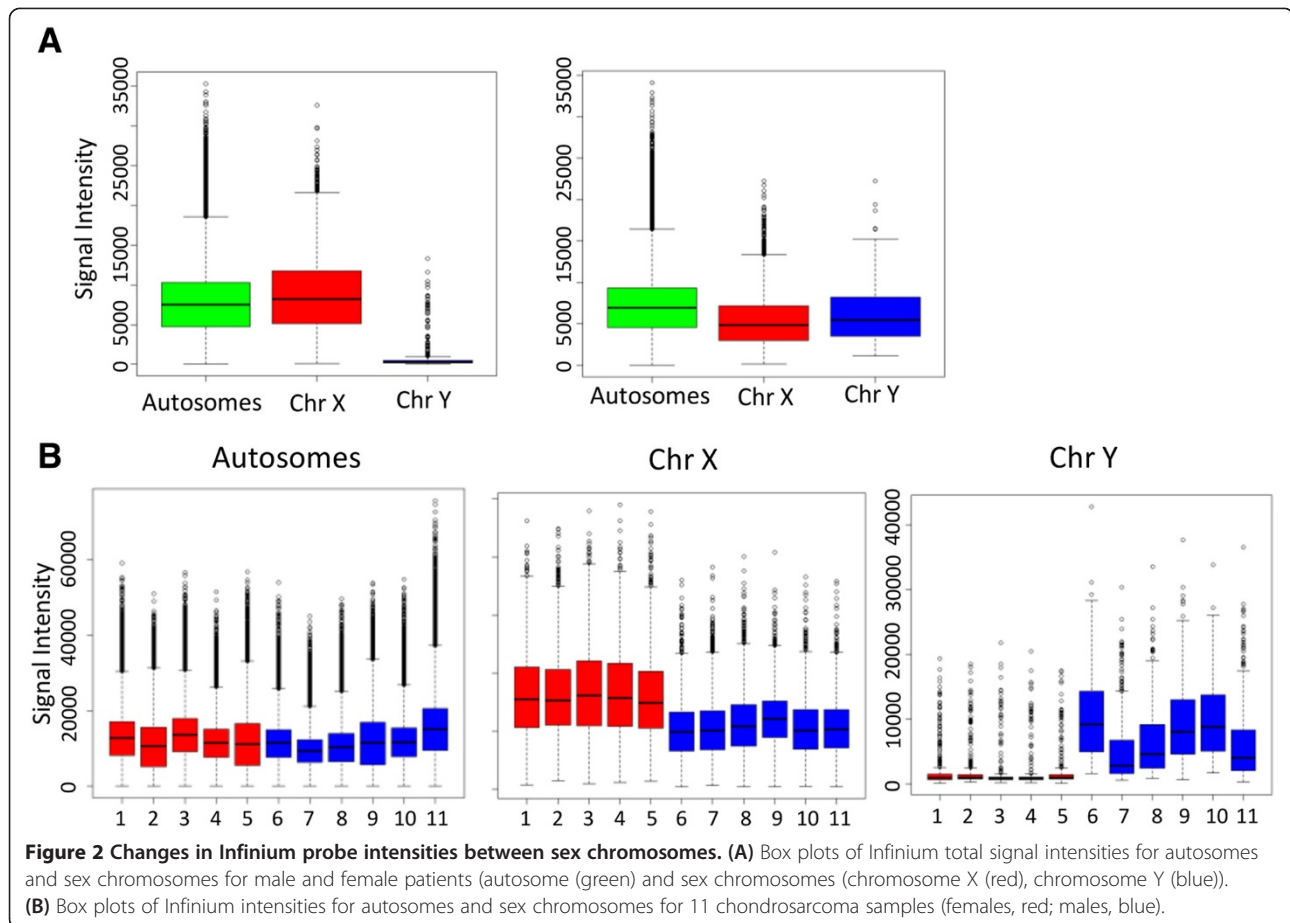 A
Signal Intensity
35000
25000
15000
5000
0
Autosomes Chr X Chr Y
35000
25000
15000
5000
0
Autosomes Chr X Chr Y
B
Autosomes
Signal Intensity
60000
40000
20000
0
1 2 3 4 5 6 7 8 9 10 11
Chr X
1 2 3 4 5 6 7 8 9 10 11
Chr Y
40000
30000
20000
10000
0
1 2 3 4 5 6 7 8 9 10 11
Figure 2 Changes in Infinium probe intensities between sex chromosomes. (A) Box plots of Infinium total signal intensities for autosomes
and sex chromosomes for male and female patients (autosome (green) and sex chromosomes (chromosome X (red), chromosome Y (blue)).
(B) Box plots of Infinium intensities for autosomes and sex chromosomes for 11 chondrosarcoma samples (females, red; males, blue).